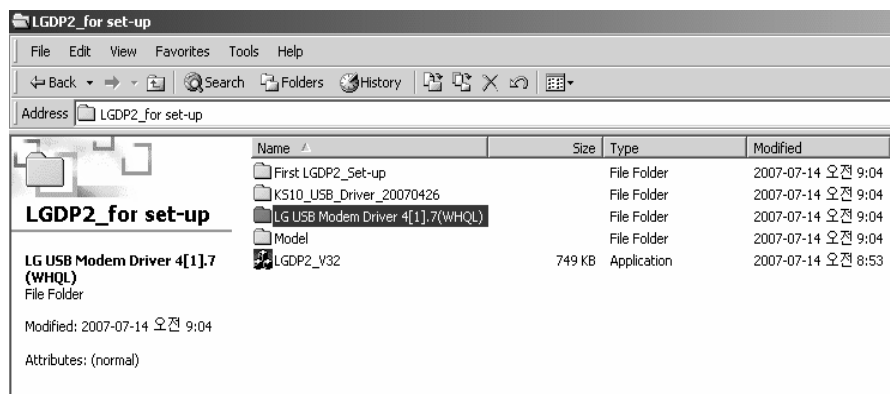 LGDP2_for set-up
File Edit View Favorites Tools Help
Back Search Folders History
Address LGDP2_for set-up
Name Size Type Modified
First LGDP2_Set-up File Folder 2007-07-14 오전 9:04
KS10_USB_Driver_20070426 File Folder 2007-07-14 오전 9:04
LG USB Modem Driver 4[1].7(WHQL) File Folder 2007-07-14 오전 9:04
Model File Folder 2007-07-14 오전 9:04
LGDP2_V32 749 KB Application 2007-07-14 오전 8:53
LGDP2_for set-up
LG USB Modem Driver 4[1].7
(WHQL)
File Folder
Modified: 2007-07-14 오전 9:04
Attributes: (normal)